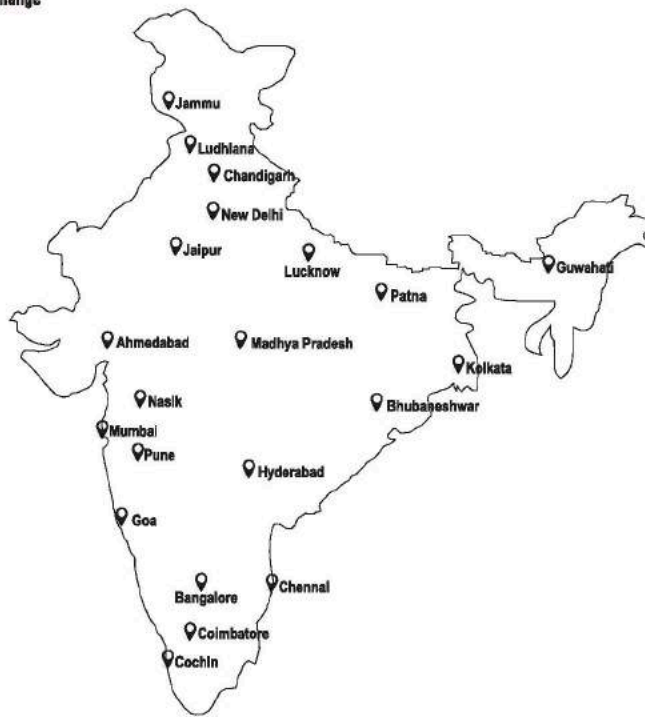 Jammu
Ludhiana
Chandigarh
New Delhi
Jaipur
Lucknow
Guwahati
Patna
Ahmedabad
Madhya Pradesh
Kolkata
Nasik
Bhubaneshwar
Mumbai
Pune
Hyderabad
Goa
Bangalore
Chennai
Coimbatore
Cochin